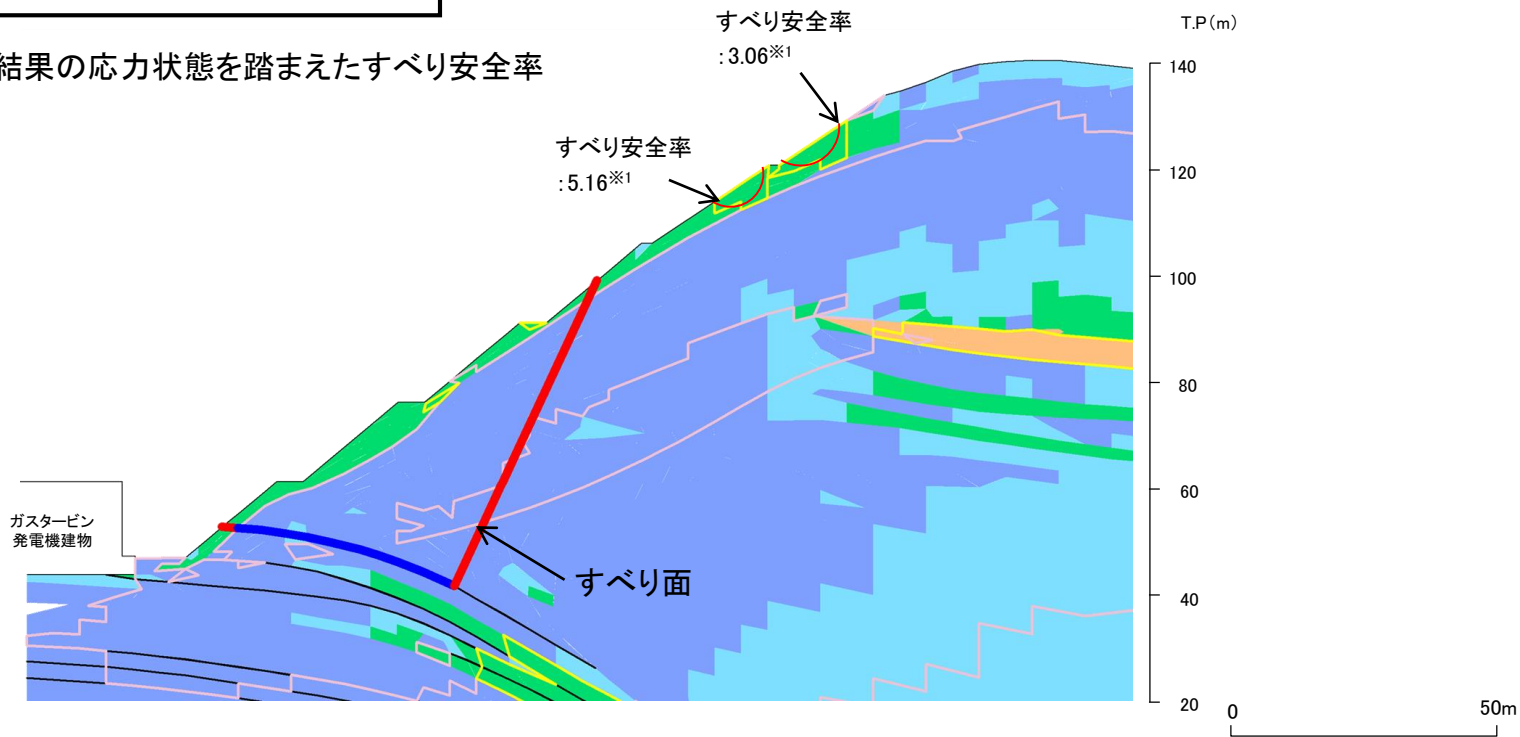 結果の応力状態を踏まえたすべり安全率
すべり安全率
:3.06※1
すべり安全率
:5.16※1
ガスタービン
発電機建物
すべり面
T.P(m)
140
120
100
80
60
40
20
0
50m